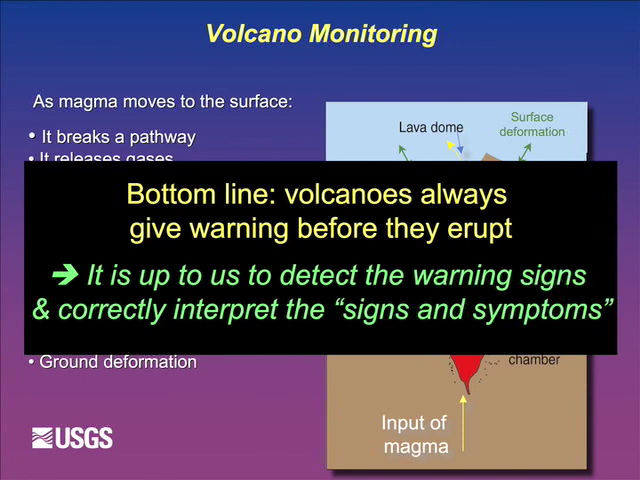 Volcano Monitoring
As magma moves to the surface:
• It breaks a pathway
• It releases gases
Lava dome
Surface
deformation
Bottom line: volcanoes always
give warning before they erupt
➔ It is up to us to detect the warning signs
& correctly interpret the “signs and symptoms”
• Ground deformation
chamber
Input of
magma
USGS